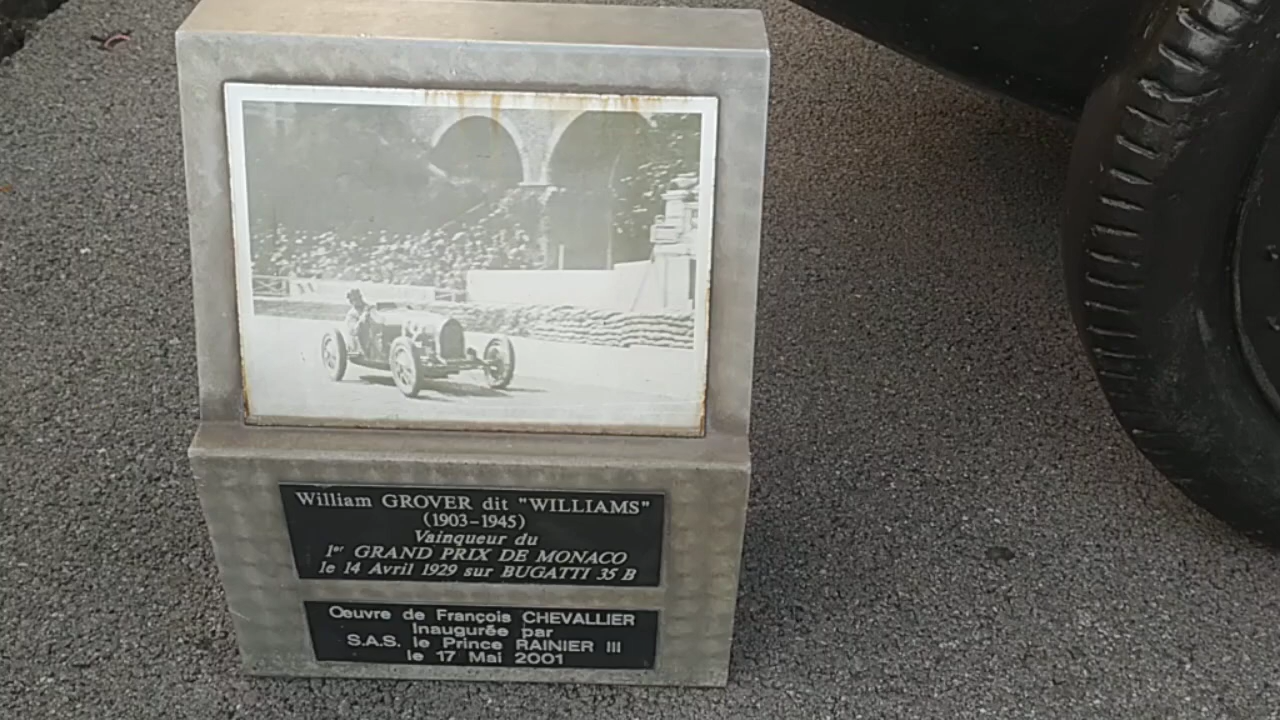 William GROVER dit "WILLIAMS"
(1903-1945)
Vainqueur du
1er GRAND PRIX DE MONACO
le 14 Avril 1929 sur BUGATTI 35 B
Œuvre de François CHEVALLIER
Inaugurée par
S.A.S. le Prince RAINIER III
le 17 Mai 2001